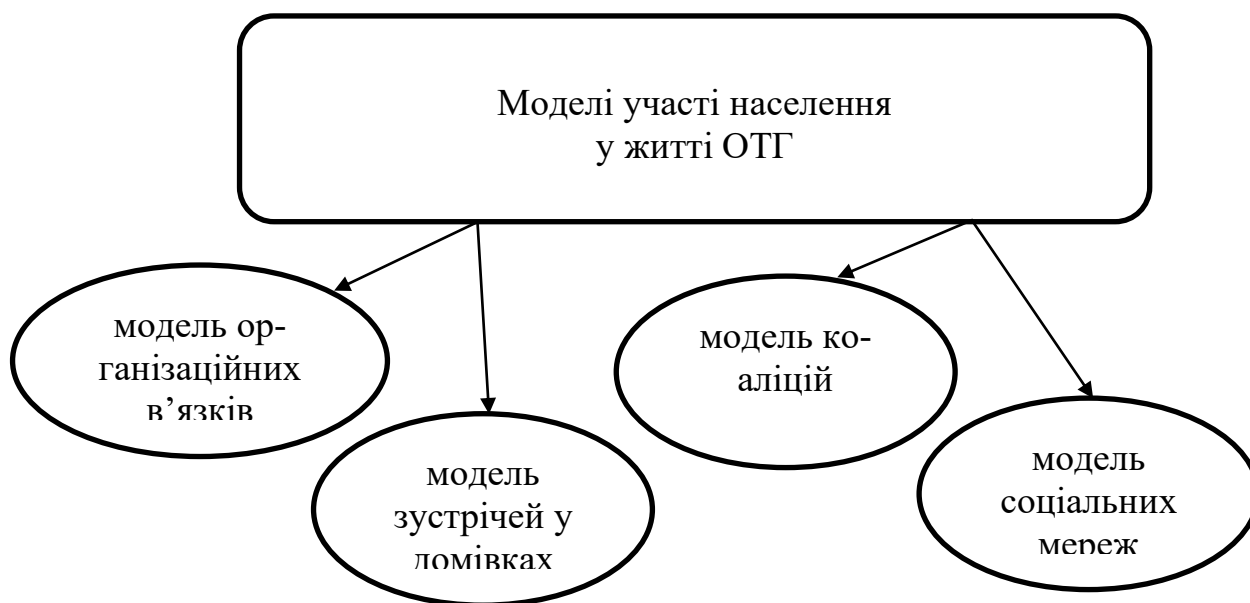 Моделі участі населення
у житті ОТГ
модель ор-
ганізаційних
в’язків
модель
зустрічей у
домівках
модель ко-
аліцій
модель
соціальних
мереж